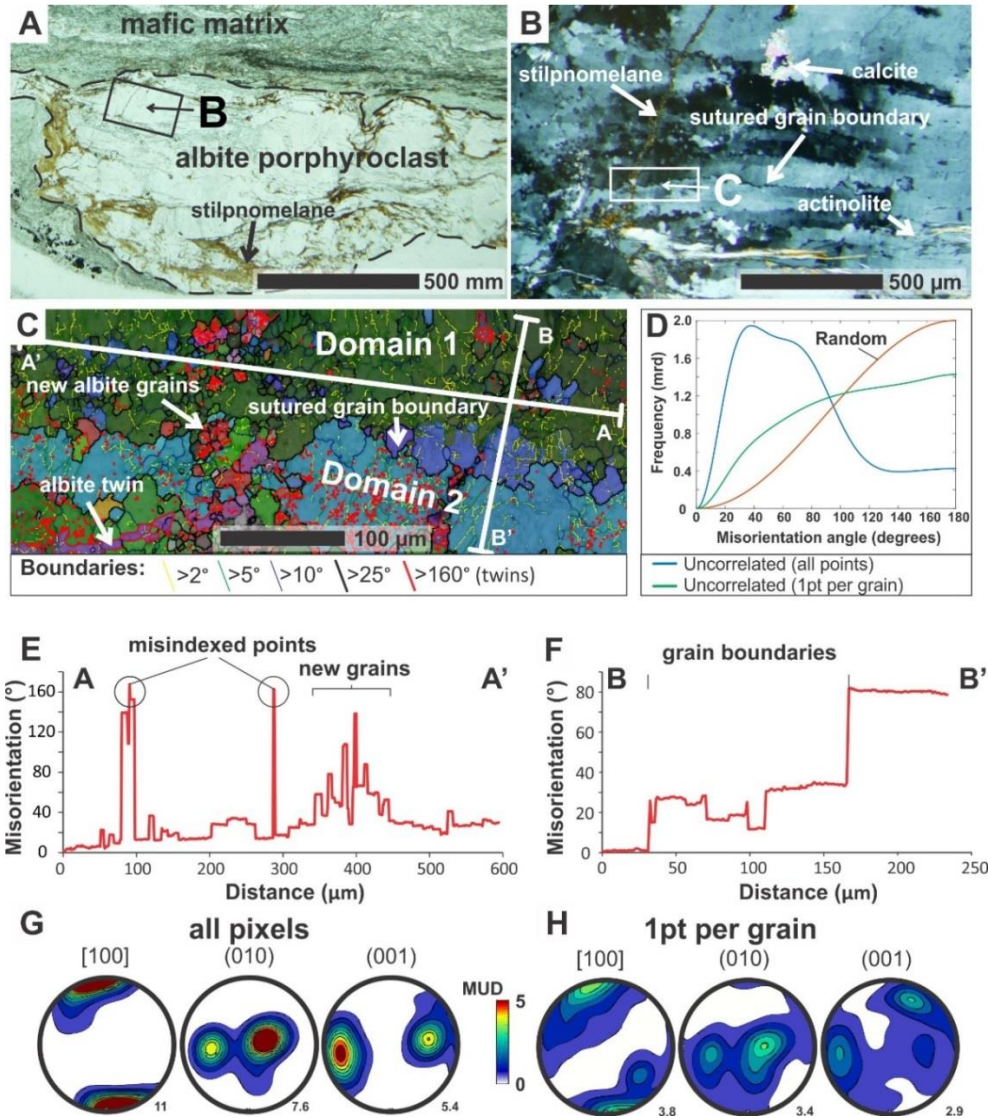 A
mafic matrix
B
albite porphyroclast
stilpnomelane
500 mm
B
stilpnomelane
calcite
sutured grain
boundary
C
actinolite
500 µm
C
A'
Domain 1
B
new albite grains
sutured grain
boundary
A
Domain 2
albite twin
100 µm
B'
Boundaries: >2° >5° >10° >25° >160° (twins)
D
Frequency (mrd)
2.0
1.6
1.2
0.8
0.4
Random
0 20 40 60 80 100 120 140 160 180
Misorientation angle (degrees)
Uncorrelated (all points)
Uncorrelated (1pt per grain)
E
misindexed points
new grains
A A'
Misorientation (°)
160
120
80
40
0
0 100 200 300 400 500 600
Distance (µm)
F
grain boundaries
B B'
Misorientation (°)
80
60
40
20
0
0 50 100 150 200 250
Distance (µm)
G
all pixels
[100] (010) (001)
11 7.6 5.4
MUD
5
0
H
1pt per grain
[100] (010) (001)
3.8 3.4 2.9